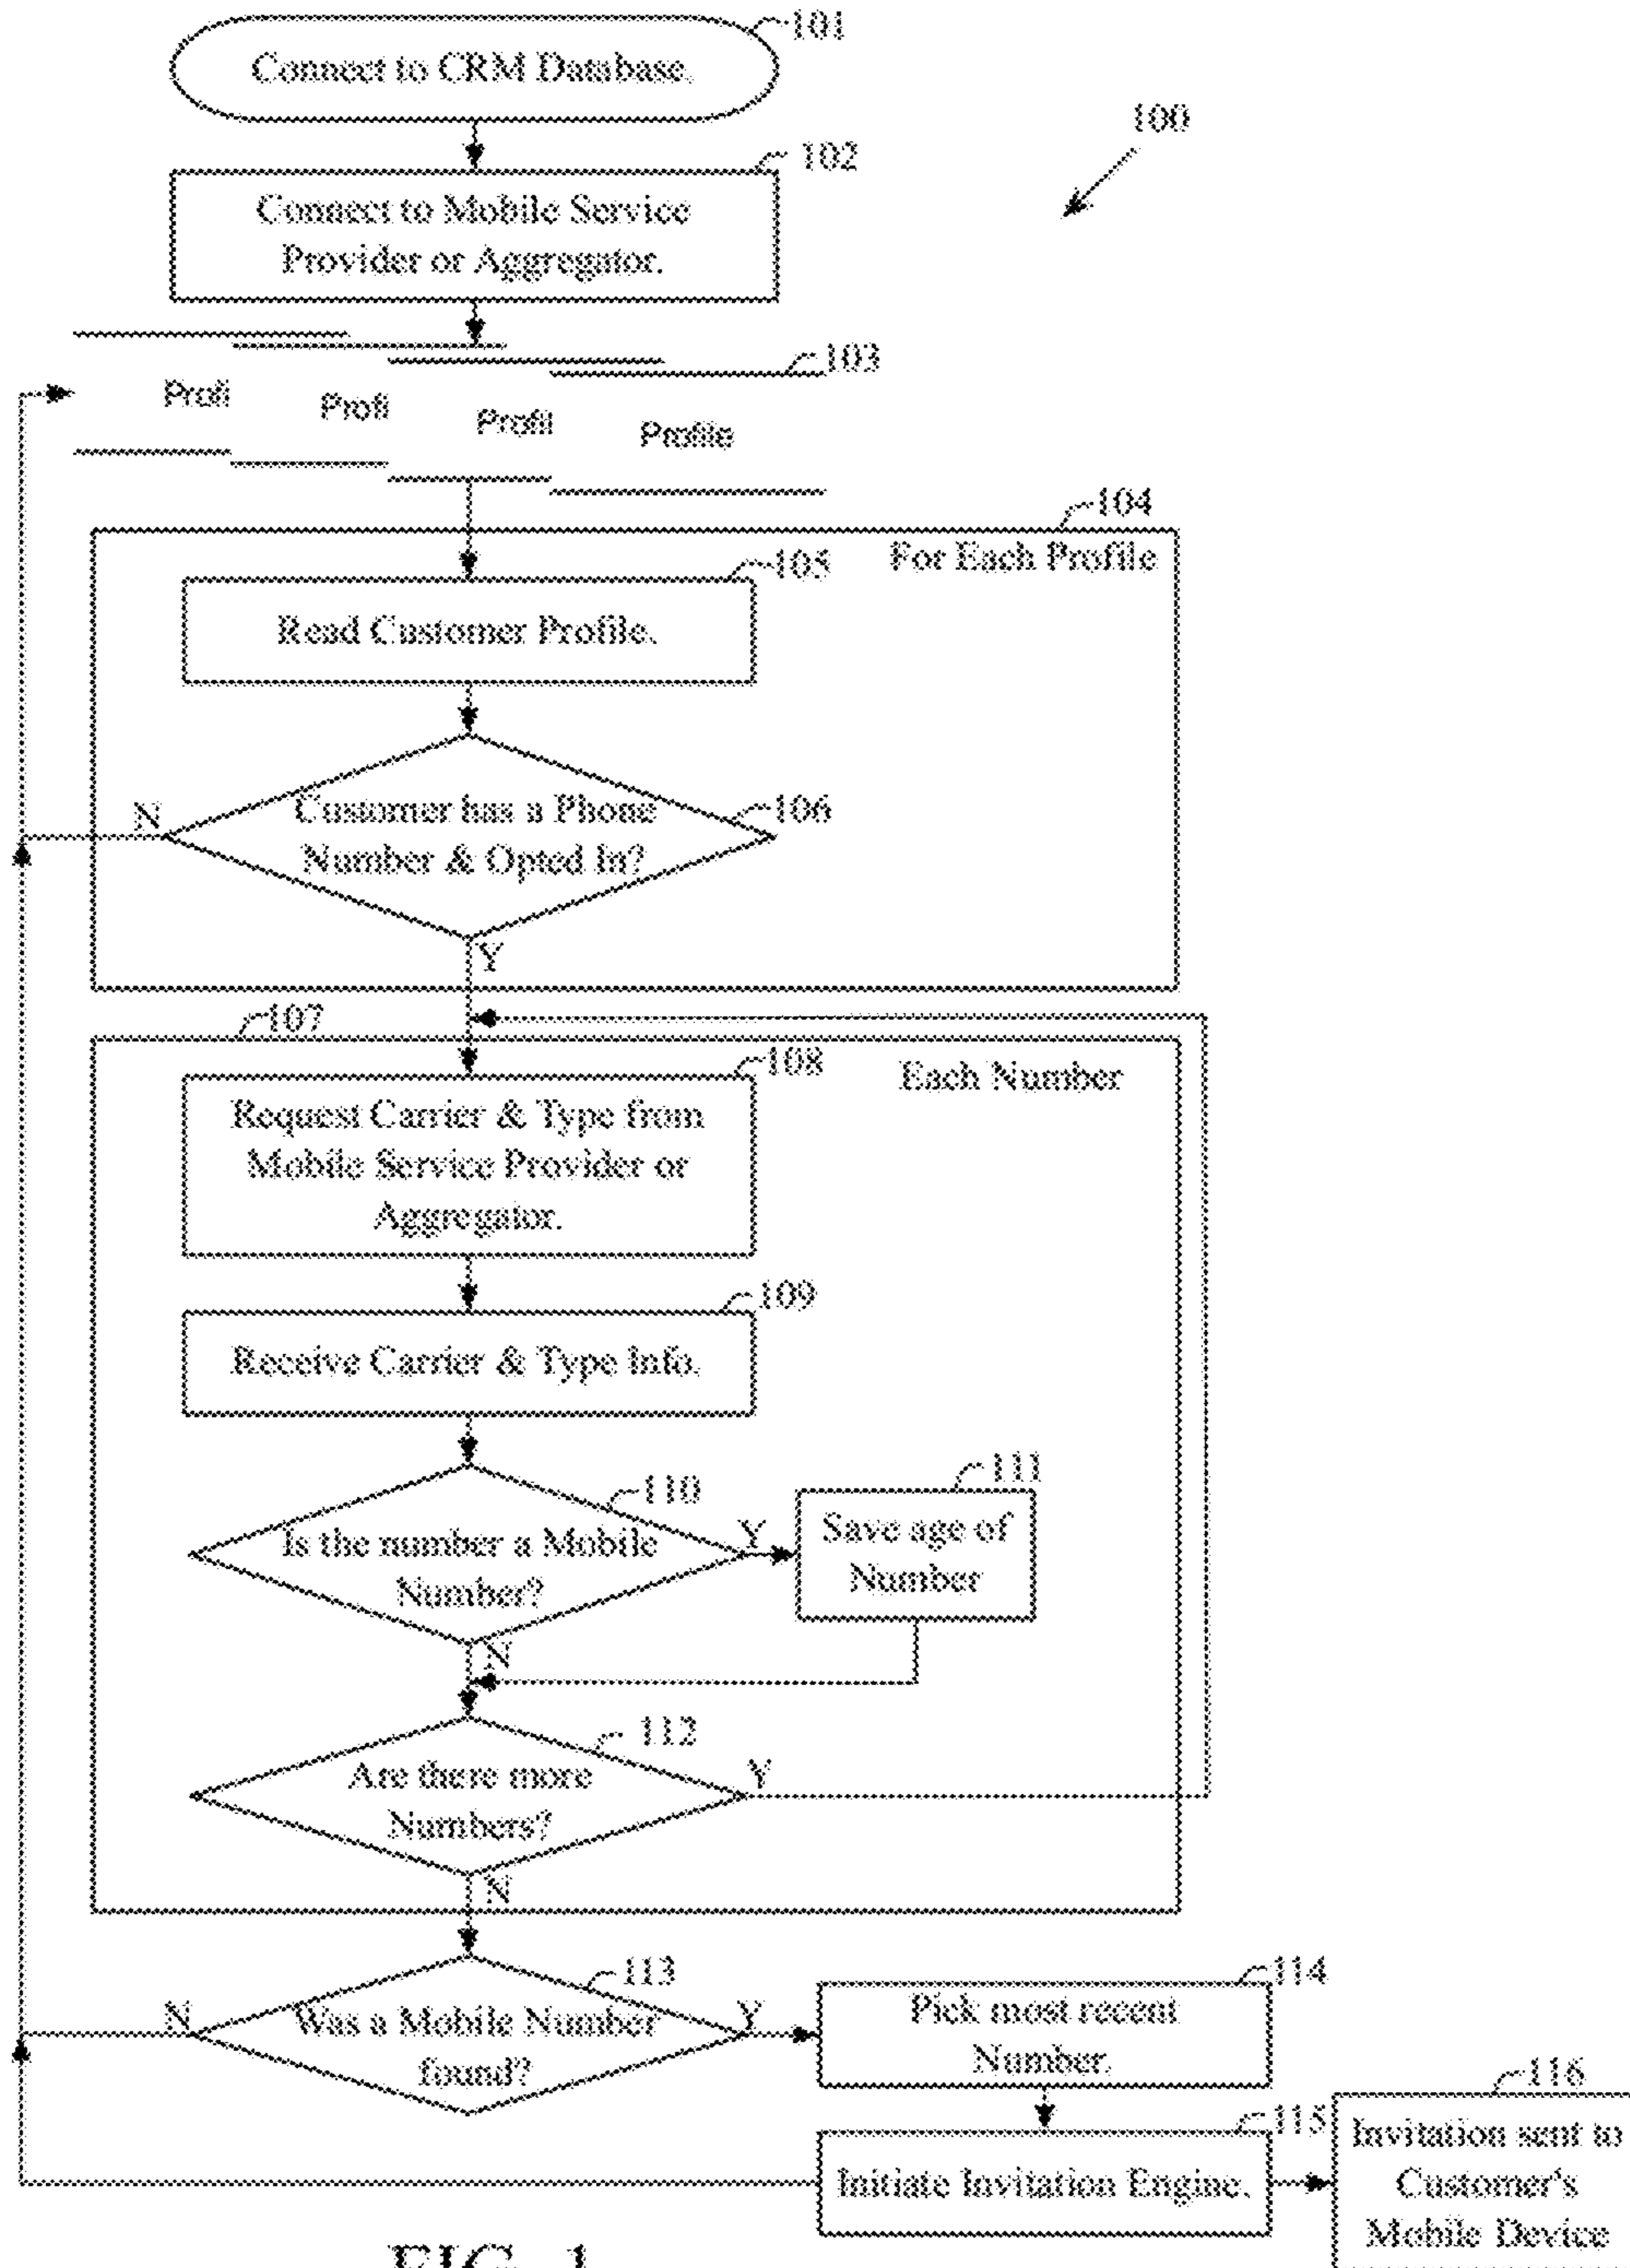 101
Connect to CRM Database.
100
102
Connect to Mobile Service
Provider or Aggregator.
103
Profi
Profi
Profil
Profile
104
For Each Profile
105
Read Customer Profile.
N
Customer has a Phone
106
Number & Opted In?
Y
107
108
Each Number
Request Carrier & Type from
Mobile Service Provider or
Aggregator.
109
Receive Carrier & Type Info.
110
111
Is the number a Mobile
Number?
Y
Save age of
Number
N
112
Are there more
Numbers?
Y
N
113
114
N
Was a Mobile Number
found?
Y
Pick most recent
Number.
115
116
Initiate Invitation Engine.
Invitation sent to
Customer's
Mobile Device
FIG. 1